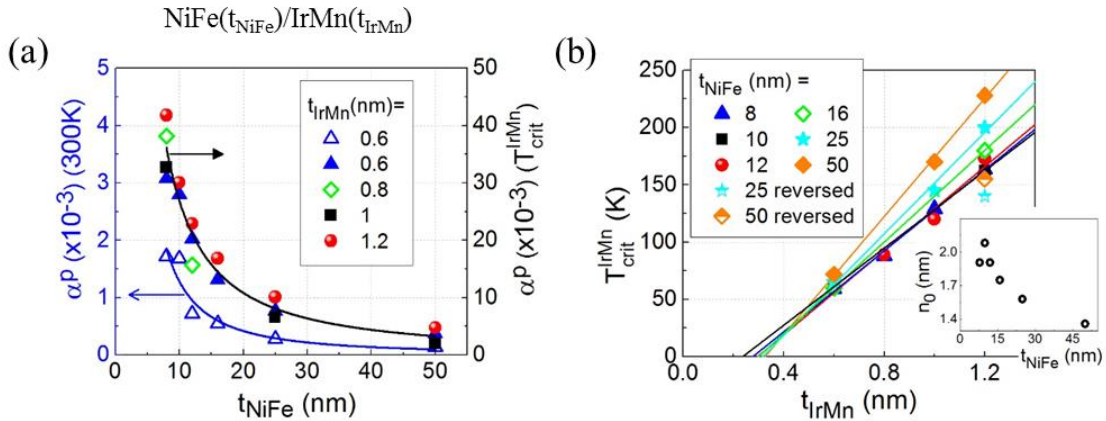 NiFe(tNiFe)/IrMn(tIrMn)
(a)
αᵖ (x10⁻³) (300K)
5
4
3
2
1
0
50
40
30
20
10
0
αᵖ (x10⁻³) (TcritIrMn)
tIrMn(nm)=
0.6
0.6
0.8
1
1.2
0 10 20 30 40 50
tNiFe (nm)
(b)
TcritIrMn (K)
250
200
150
100
50
0
tNiFe (nm) =
8 16
10 25
12 50
25 reversed
50 reversed
n0 (nm)
2.0
1.7
1.4
0 15 30 45
tNiFe (nm)
0.0 0.4 0.8 1.2
tIrMn (nm)